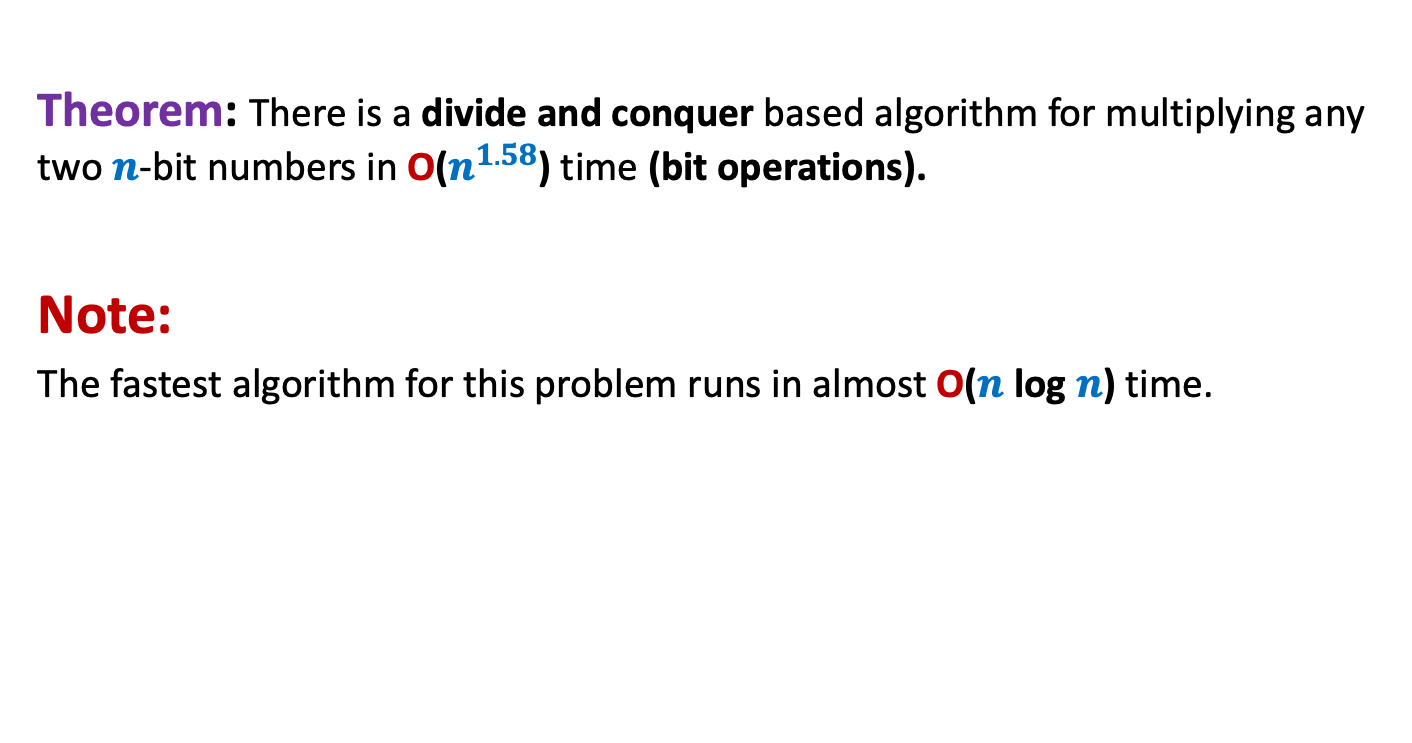 Theorem: There is a divide and conquer based algorithm for multiplying any
two n-bit numbers in O(n^1.58) time (bit operations).
Note:
The fastest algorithm for this problem runs in almost O(n log n) time.